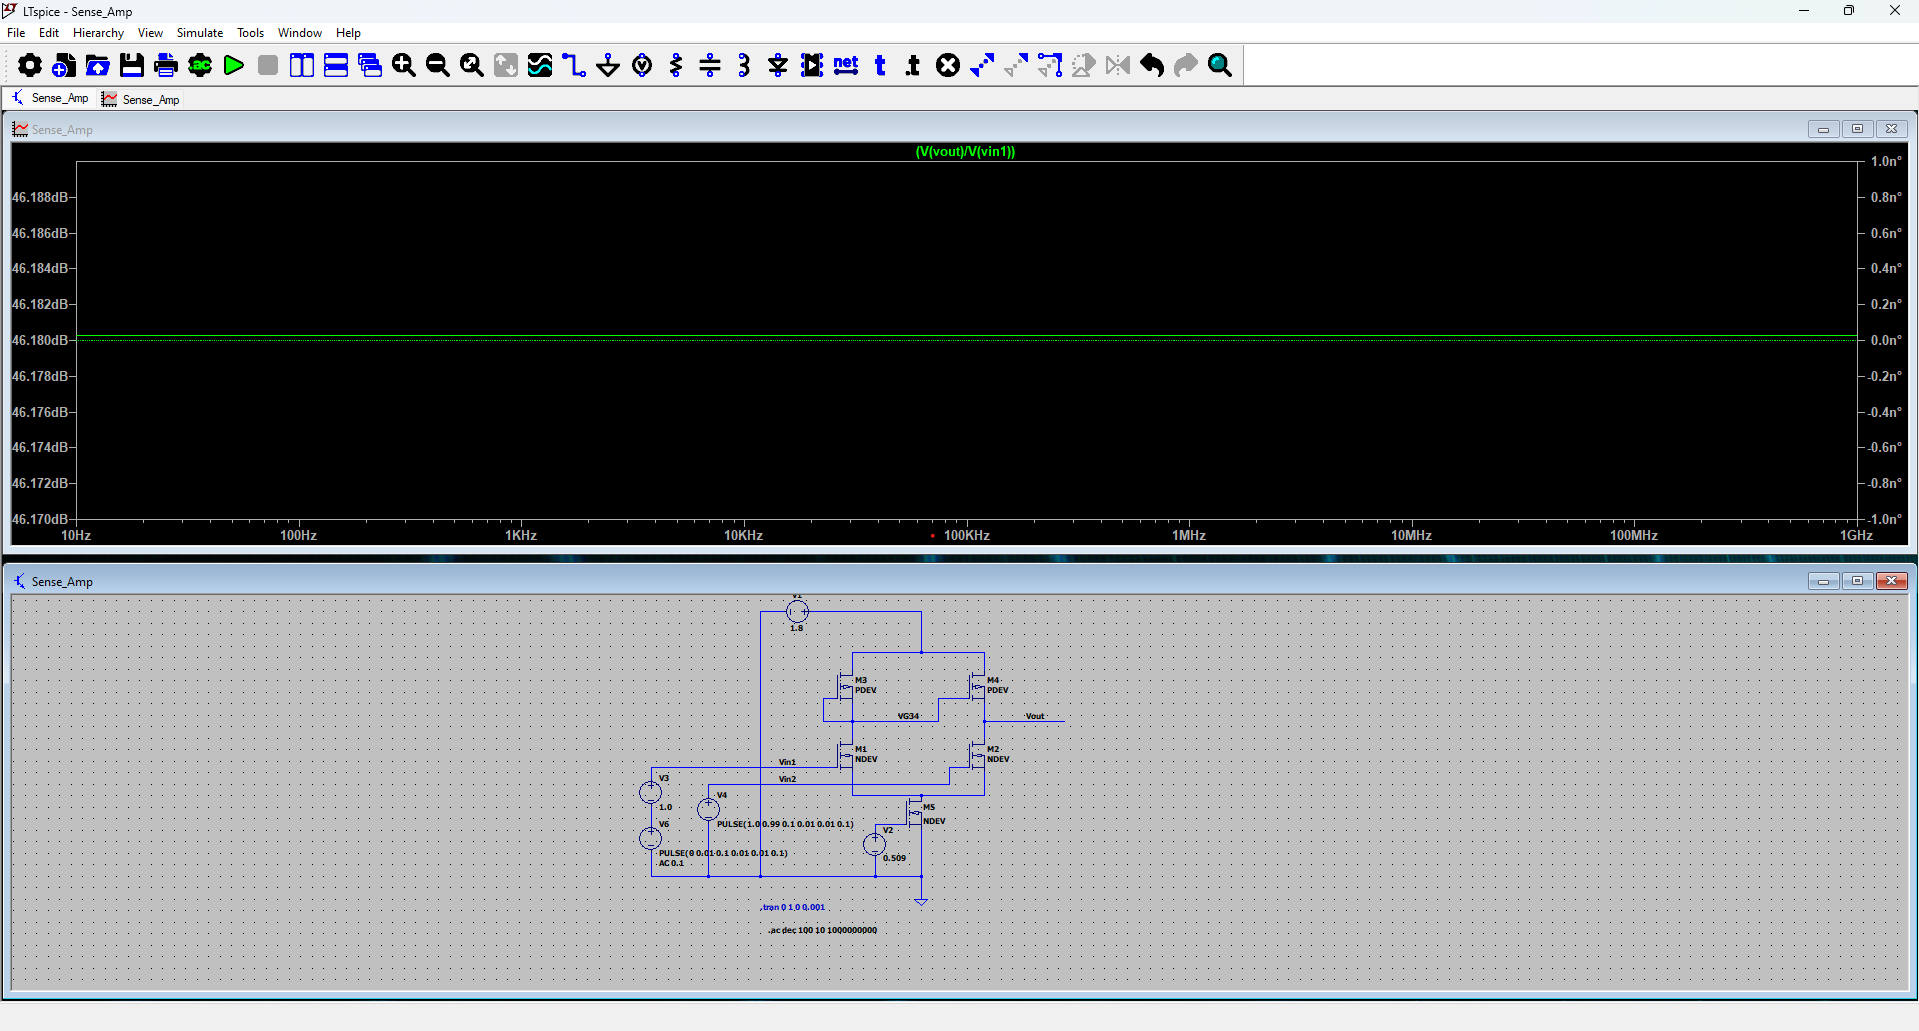 LTspice - Sense_Amp
File Edit Hierarchy View Simulate Tools Window Help
.ac net t .t
Sense_Amp Sense_Amp
Sense_Amp
(V(vout)/V(vin1))
1.0n°
46.188dB 0.8n°
46.186dB 0.6n°
46.184dB 0.4n°
46.182dB 0.2n°
46.180dB 0.0n°
46.178dB -0.2n°
46.176dB -0.4n°
46.174dB -0.6n°
46.172dB -0.8n°
46.170dB -1.0n°
10Hz 100Hz 1KHz 10KHz 100KHz 1MHz 10MHz 100MHz 1GHz
Sense_Amp
1.8
M3 M4
PDEV PDEV
VG34 Vout
M1 M2
NDEV NDEV
Vin1
Vin2
V3
V4
1.0
M5
PULSE(1.0 0.99 0.1 0.01 0.01 0.1)
NDEV
V6
V2
PULSE(0 0.01 0.1 0.01 0.01 0.1)
0.509
AC 0.1
.tran 0 1 0 0.001
.ac dec 100 10 1000000000